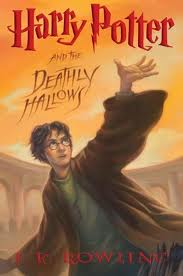 Harry Potter
AND THE
DEATHLY
HALLOWS
J. K. ROWLING